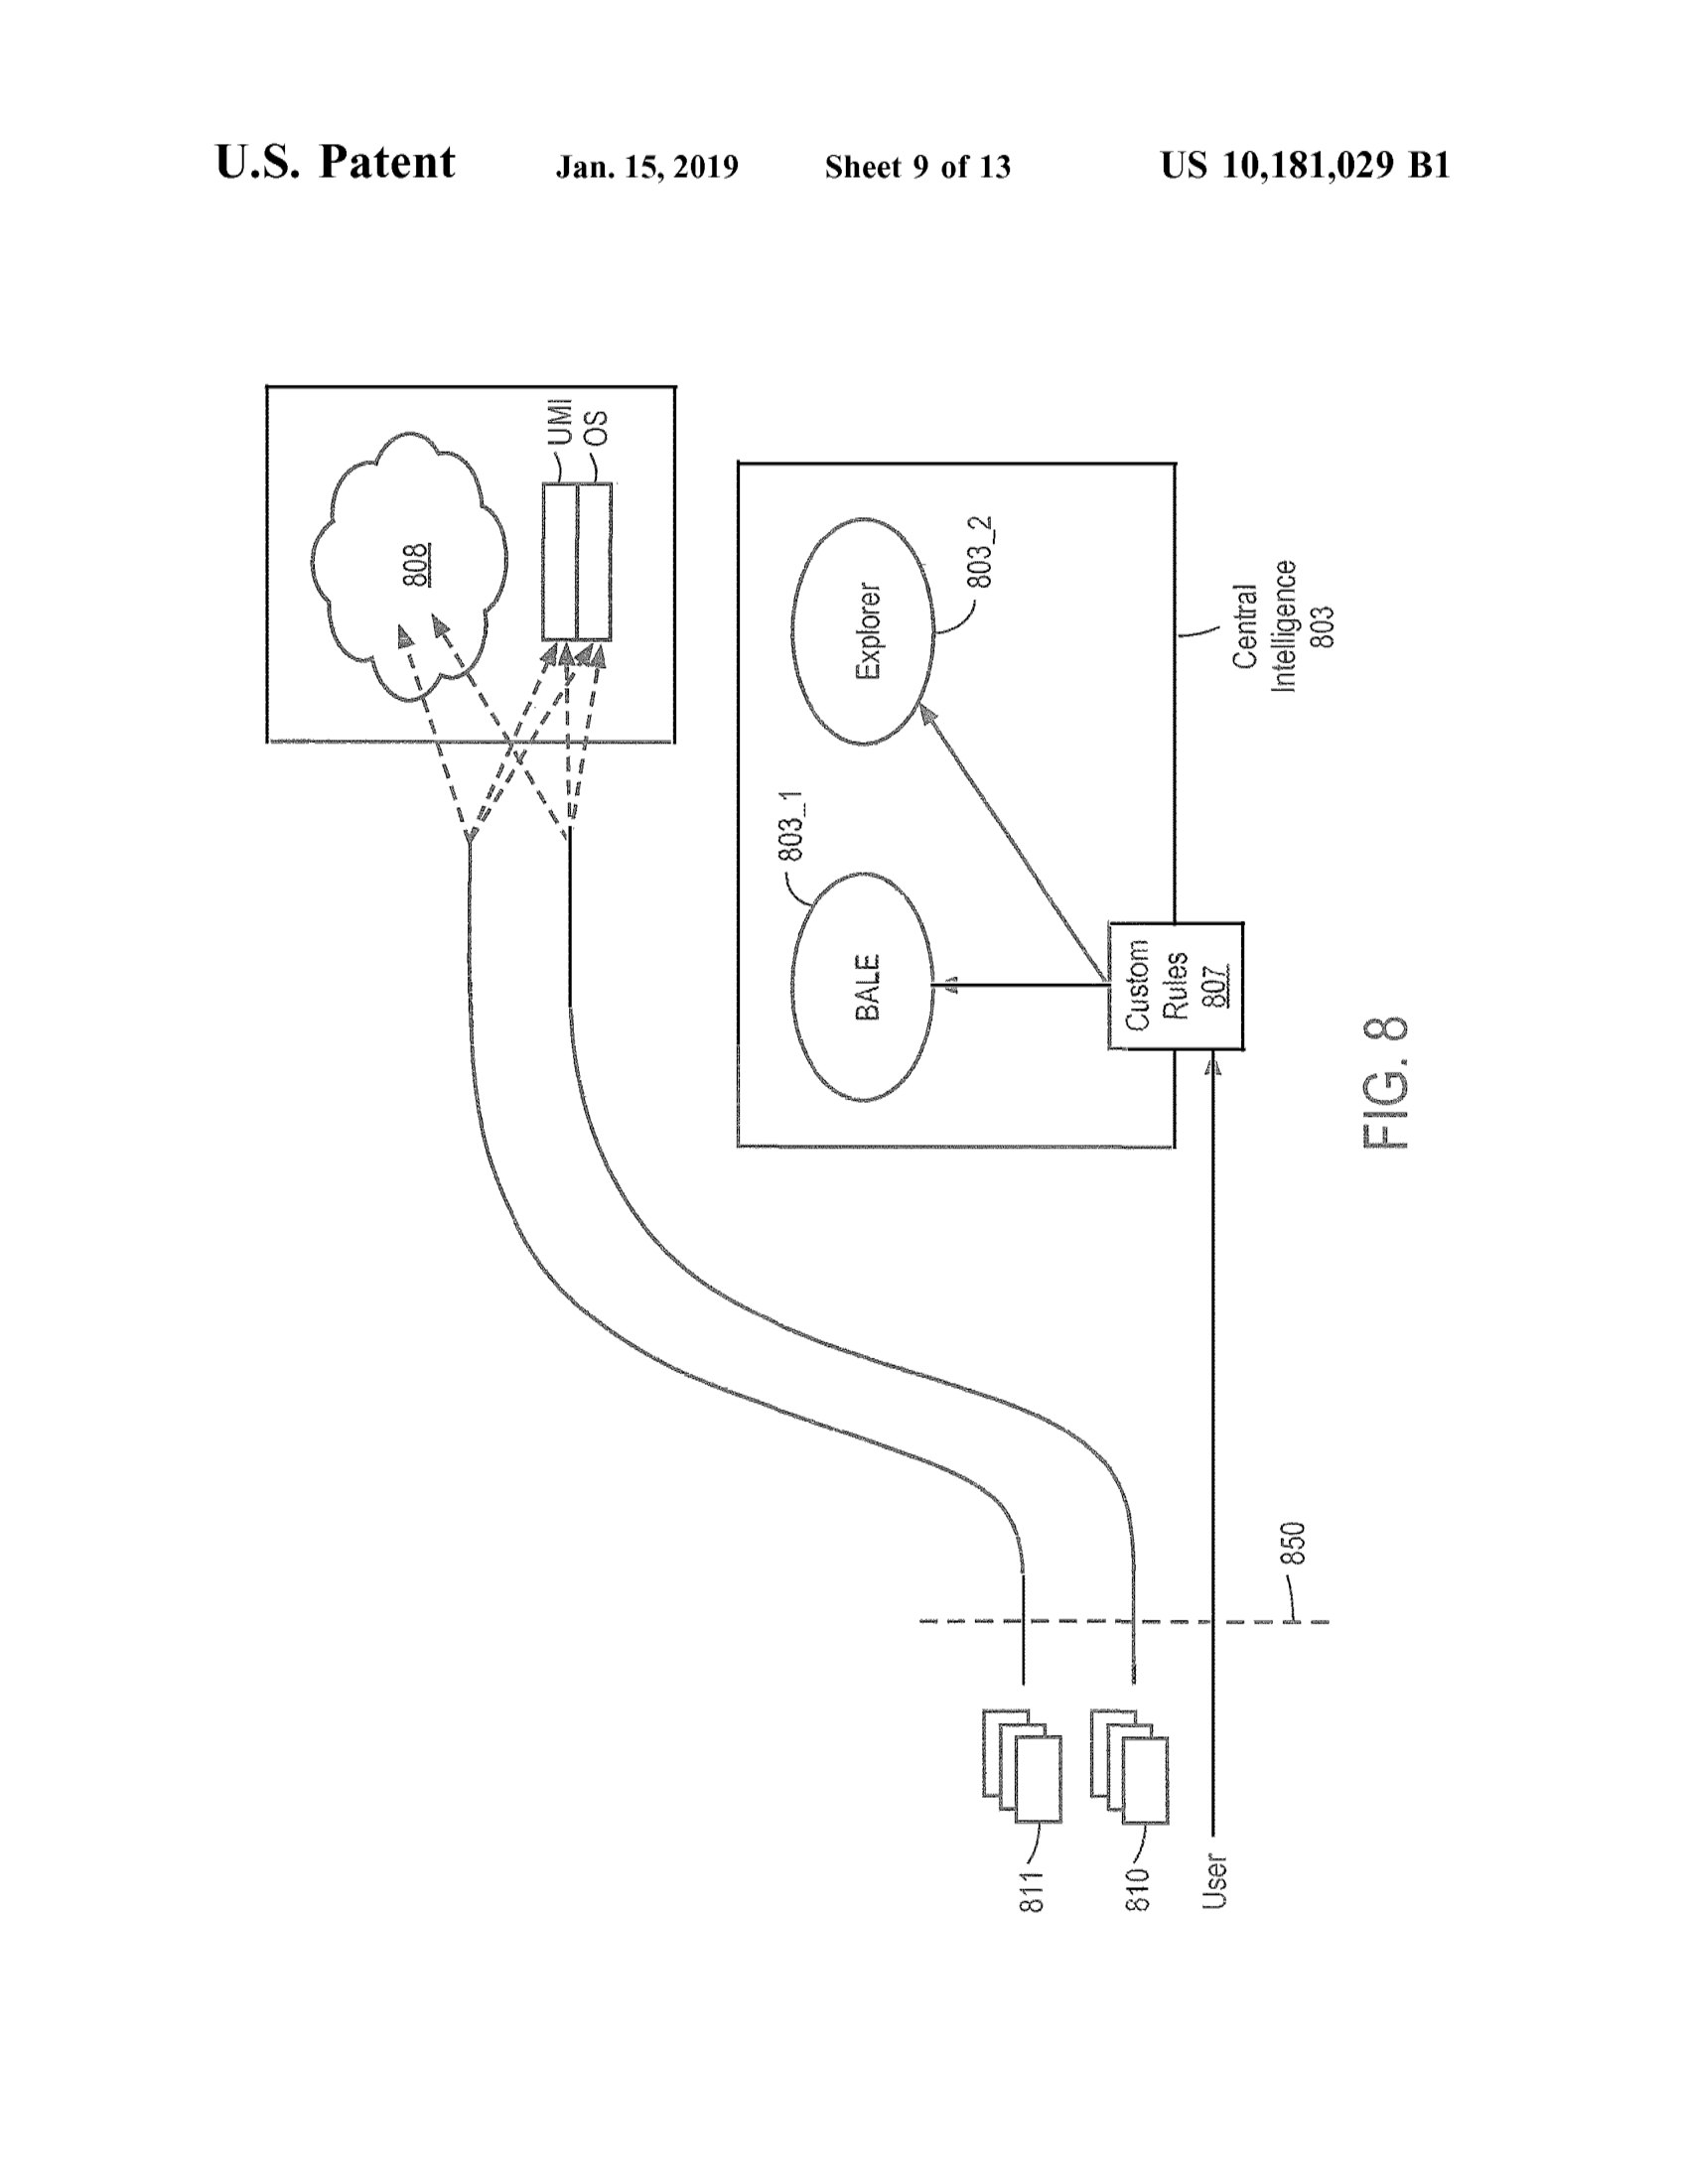 U.S. Patent Jan. 15, 2019 Sheet 9 of 13 US 10,181,029 B1
808
UMI
OS
803_1
BALE
Explorer
803_2
Custom
Rules
807
Central
Intelligence
803
811
810
User
850
FIG. 8